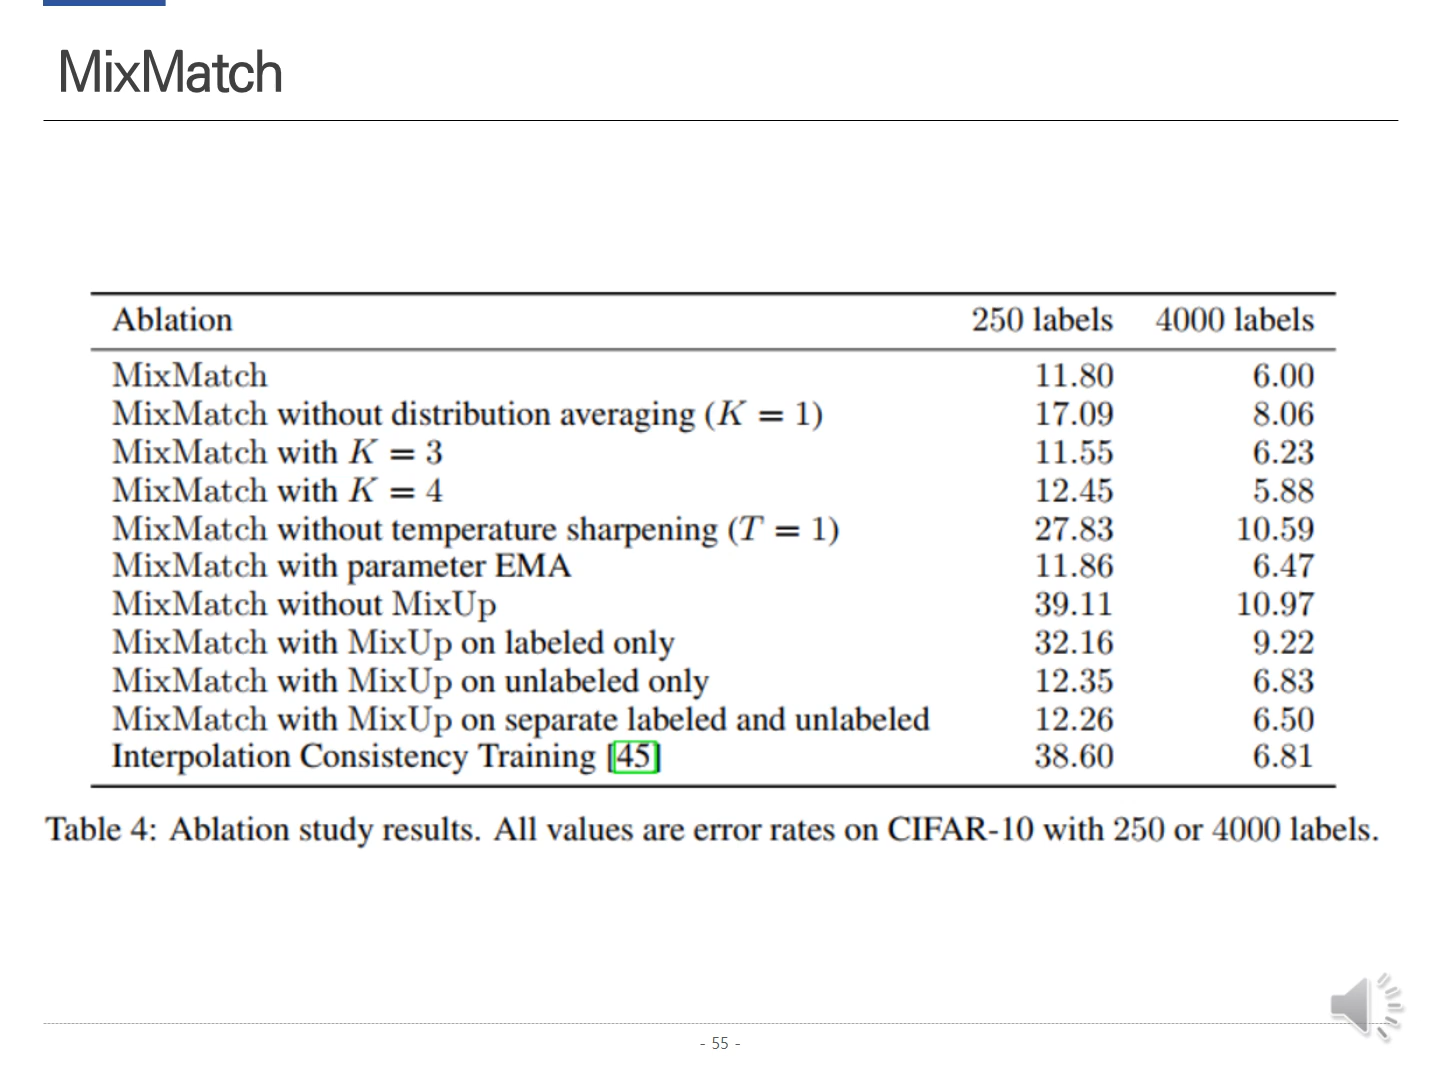 MixMatch
Ablation 250 labels 4000 labels
MixMatch 11.80 6.00
MixMatch without distribution averaging (K = 1) 17.09 8.06
MixMatch with K = 3 11.55 6.23
MixMatch with K = 4 12.45 5.88
MixMatch without temperature sharpening (T = 1) 27.83 10.59
MixMatch with parameter EMA 11.86 6.47
MixMatch without MixUp 39.11 10.97
MixMatch with MixUp on labeled only 32.16 9.22
MixMatch with MixUp on unlabeled only 12.35 6.83
MixMatch with MixUp on separate labeled and unlabeled 12.26 6.50
Interpolation Consistency Training [45] 38.60 6.81
Table 4: Ablation study results. All values are error rates on CIFAR-10 with 250 or 4000 labels.
- 55 -